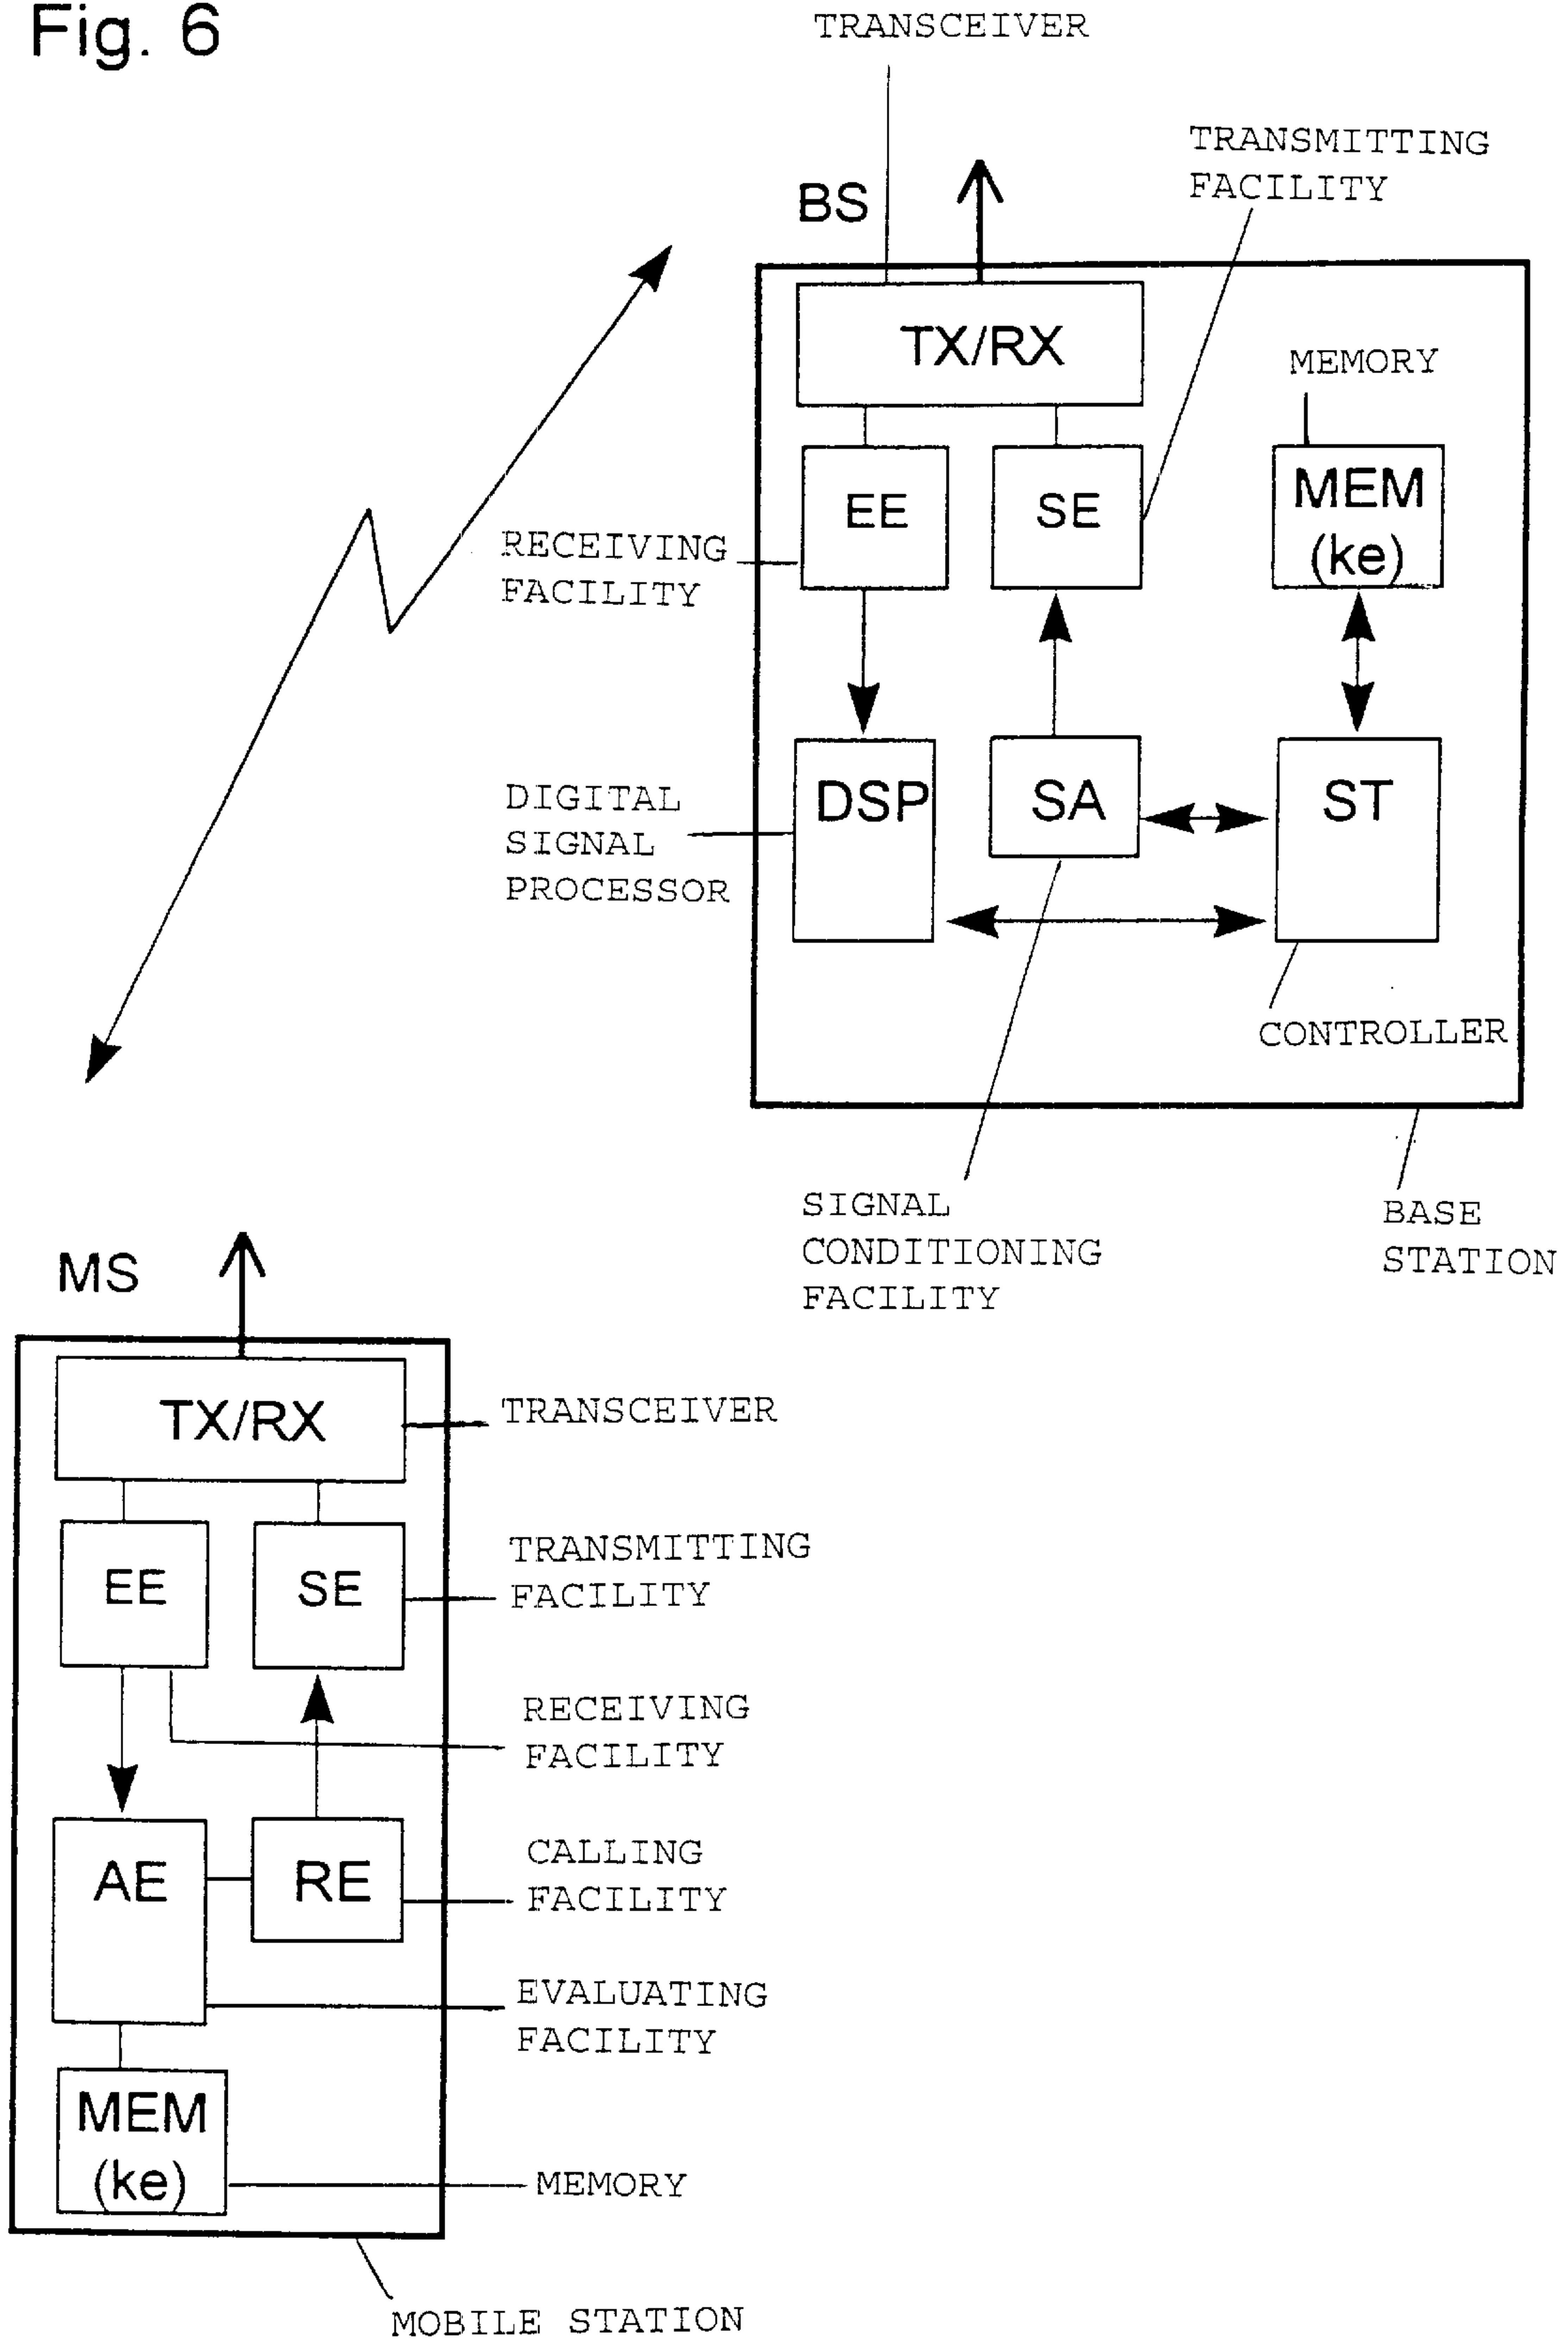 Fig. 6
TRANSCEIVER
TRANSMITTING
FACILITY
BS
TX/RX
MEMORY
EE
SE
MEM
(ke)
RECEIVING
FACILITY
DIGITAL
SIGNAL
PROCESSOR
DSP
SA
ST
CONTROLLER
SIGNAL
CONDITIONING
FACILITY
BASE
STATION
MS
TX/RX
TRANSCEIVER
EE
SE
TRANSMITTING
FACILITY
RECEIVING
FACILITY
AE
RE
CALLING
FACILITY
EVALUATING
FACILITY
MEM
(ke)
MEMORY
MOBILE STATION